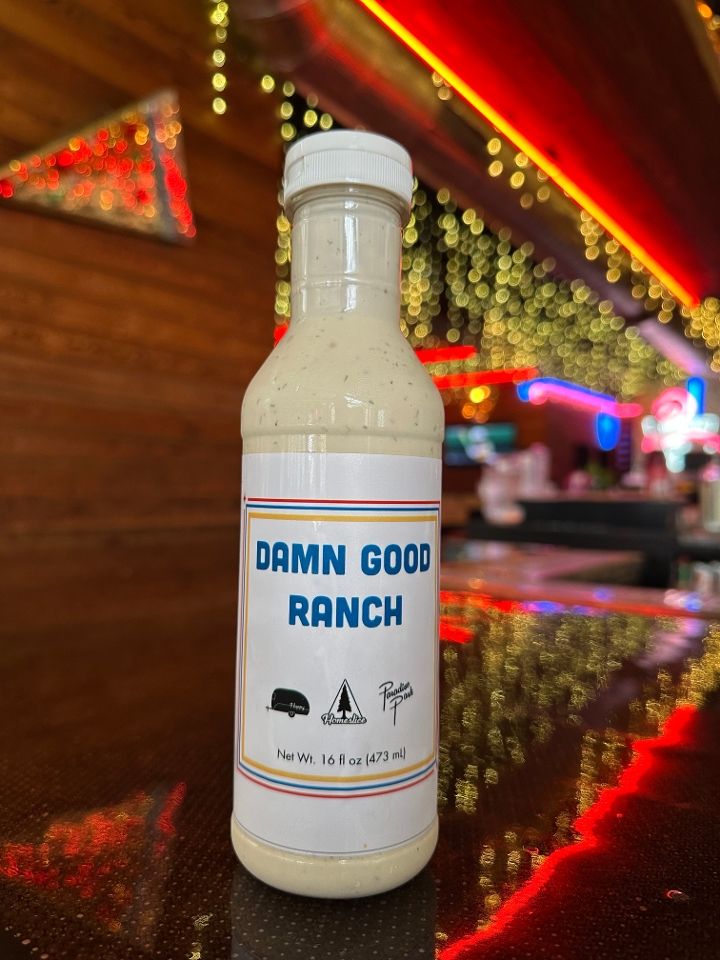 DAMN GOOD
RANCH
Homeslice
Paradise
Park
Net Wt. 16 fl oz (473 mL)